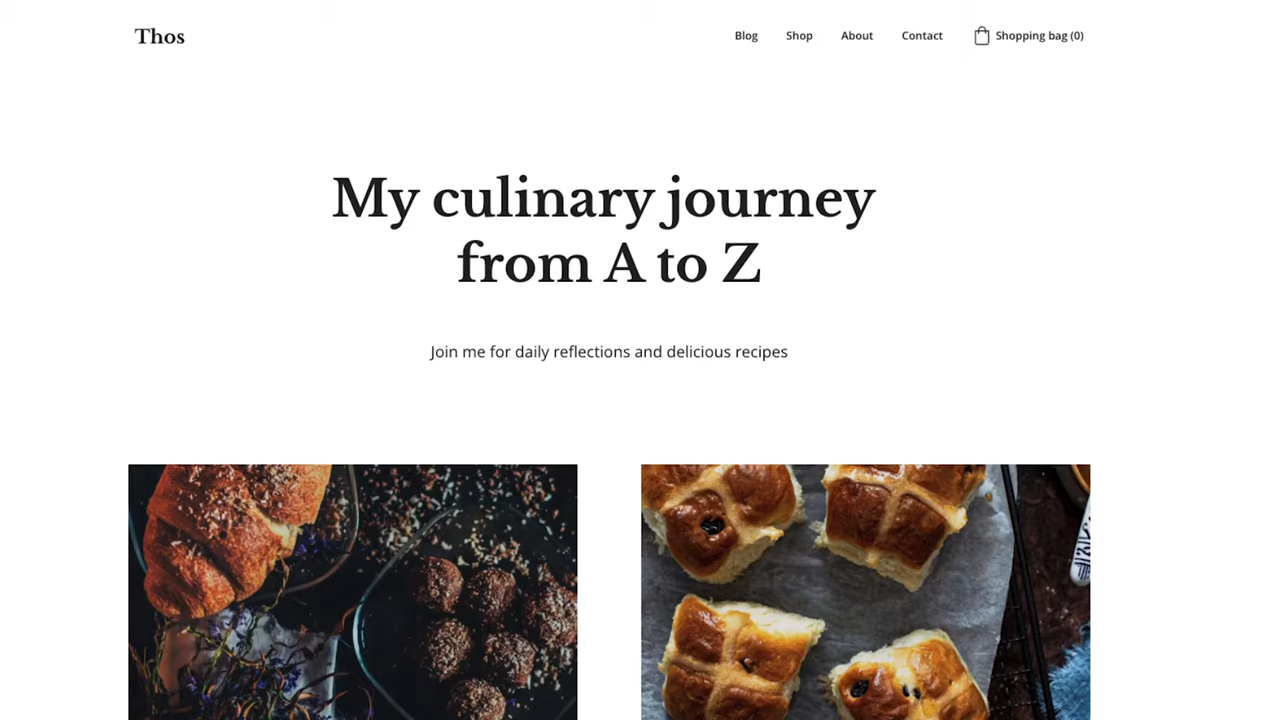 Thos
Blog Shop About Contact Shopping bag (0)
My culinary journey
from A to Z
Join me for daily reflections and delicious recipes